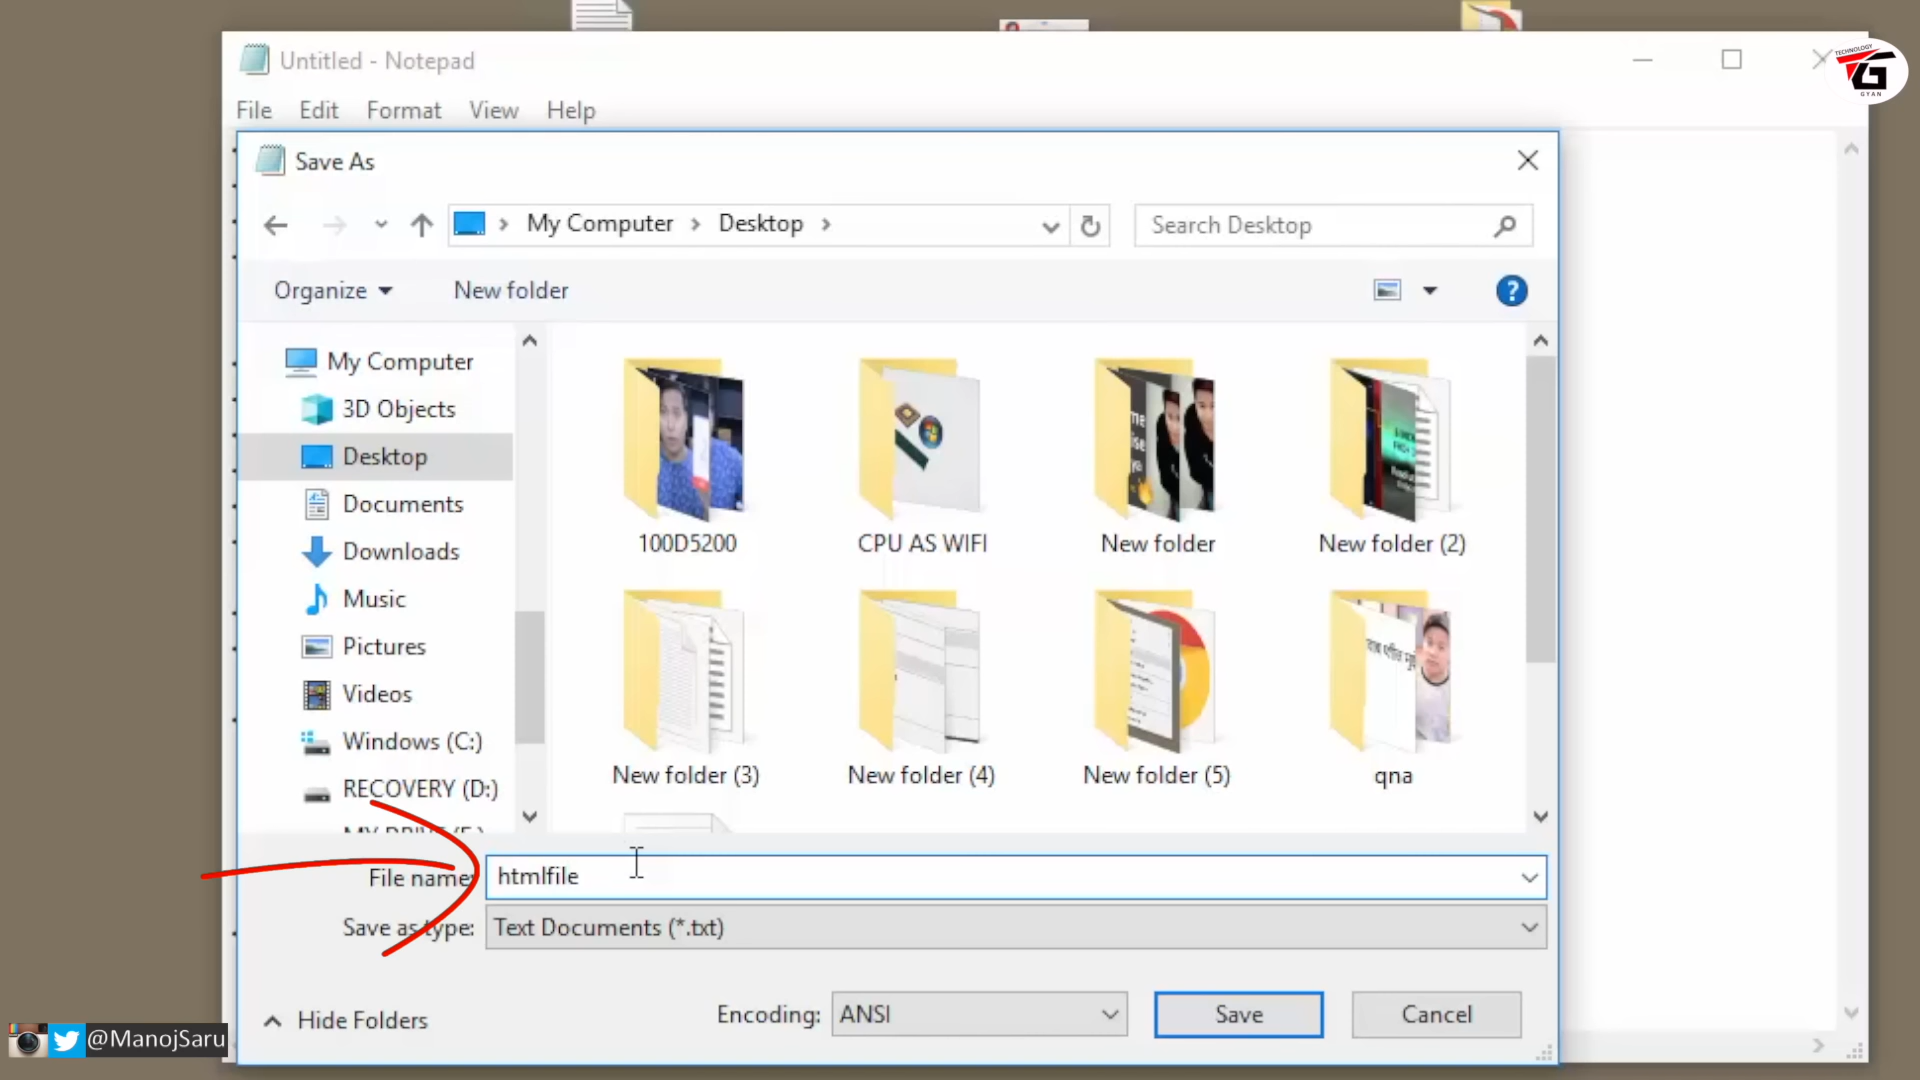 Untitled - Notepad
TECHNOLOGY
GYAN
File Edit Format View Help
Save As
My Computer Desktop
Search Desktop
Organize New folder
My Computer
3D Objects
Desktop
Documents
Downloads
Music
Pictures
Videos
Windows (C:)
RECOVERY (D:)
100D5200 CPU AS WIFI New folder New folder (2)
New folder (3) New folder (4) New folder (5) qna
File name: htmlfile
Save as type: Text Documents (*.txt)
Hide Folders
Encoding: ANSI
Save Cancel
@ManojSaru